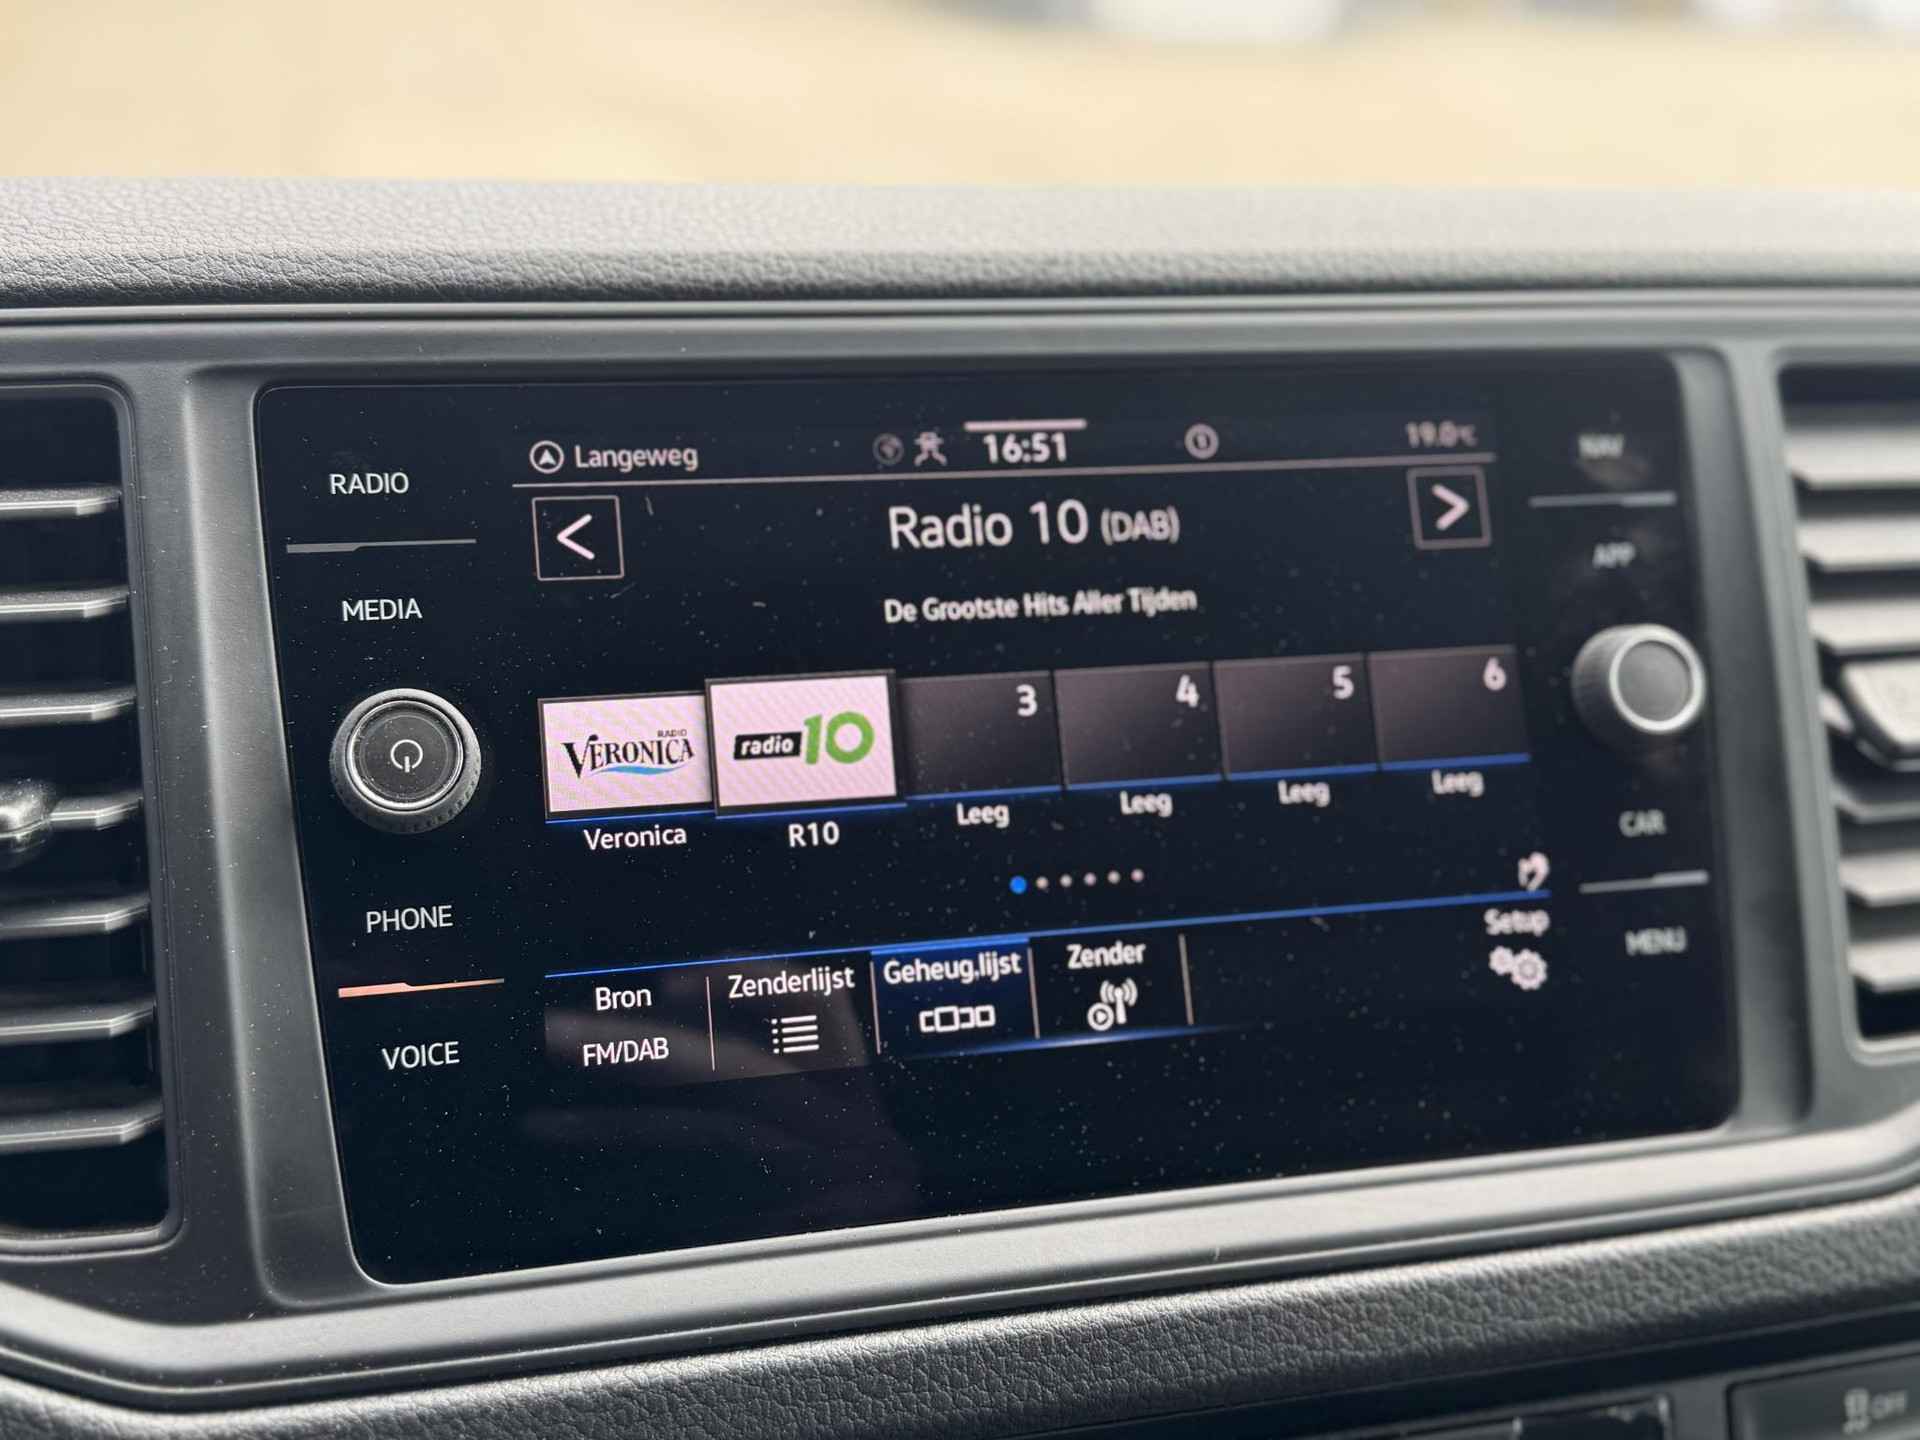 RADIO
MEDIA
PHONE
VOICE
Langeweg
16:51
19.0°C
Radio 10 (DAB)
De Grootste Hits Aller Tijden
RADIO
VERONICA
radio 10
3
4
5
6
Veronica
R10
Leeg
Leeg
Leeg
Leeg
Bron
FM/DAB
Zenderlijst
Geheug.lijst
Zender
Setup
NAV
APP
CAR
MENU
OFF